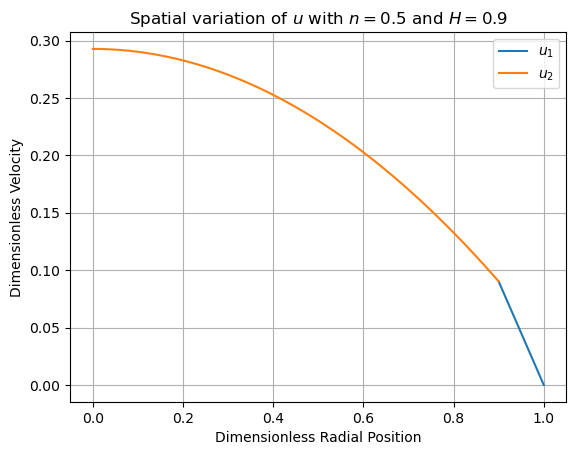 Spatial variation of u with n = 0.5 and H = 0.9
0.30
0.25
0.20
0.15
0.10
0.05
0.00
Dimensionless Velocity
u₁
u₂
0.0 0.2 0.4 0.6 0.8 1.0
Dimensionless Radial Position